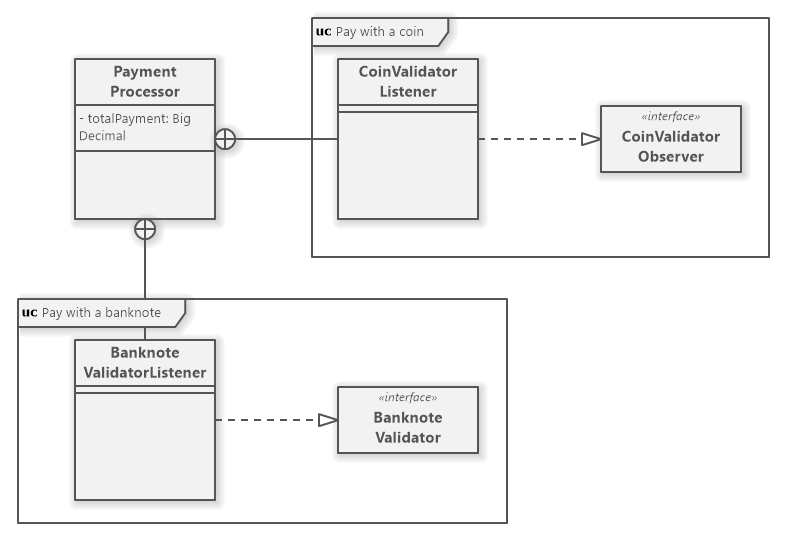 uc Pay with a coin
Payment
Processor
- totalPayment: Big
Decimal
CoinValidator
Listener
«interface»
CoinValidator
Observer
uc Pay with a banknote
Banknote
ValidatorListener
«interface»
Banknote
Validator